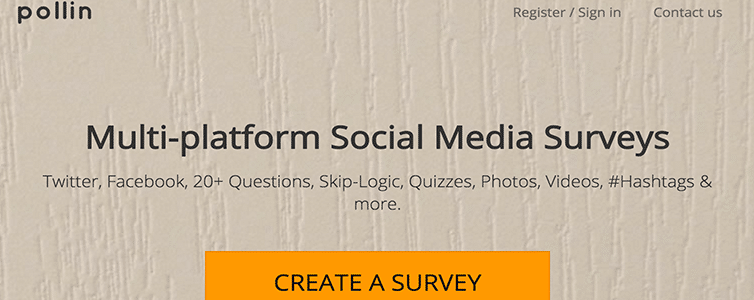 pollin
Register / Sign in
Contact us
Multi-platform Social Media Surveys
Twitter, Facebook, 20+ Questions, Skip-Logic, Quizzes, Photos, Videos, #Hashtags &
more.
CREATE A SURVEY